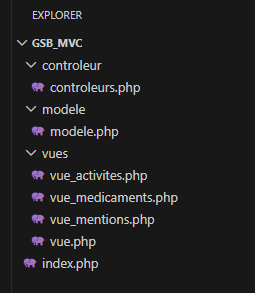 EXPLORER
GSB_MVC
controleur
controleurs.php
modele
modele.php
vues
vue_activites.php
vue_medicaments.php
vue_mentions.php
vue.php
index.php